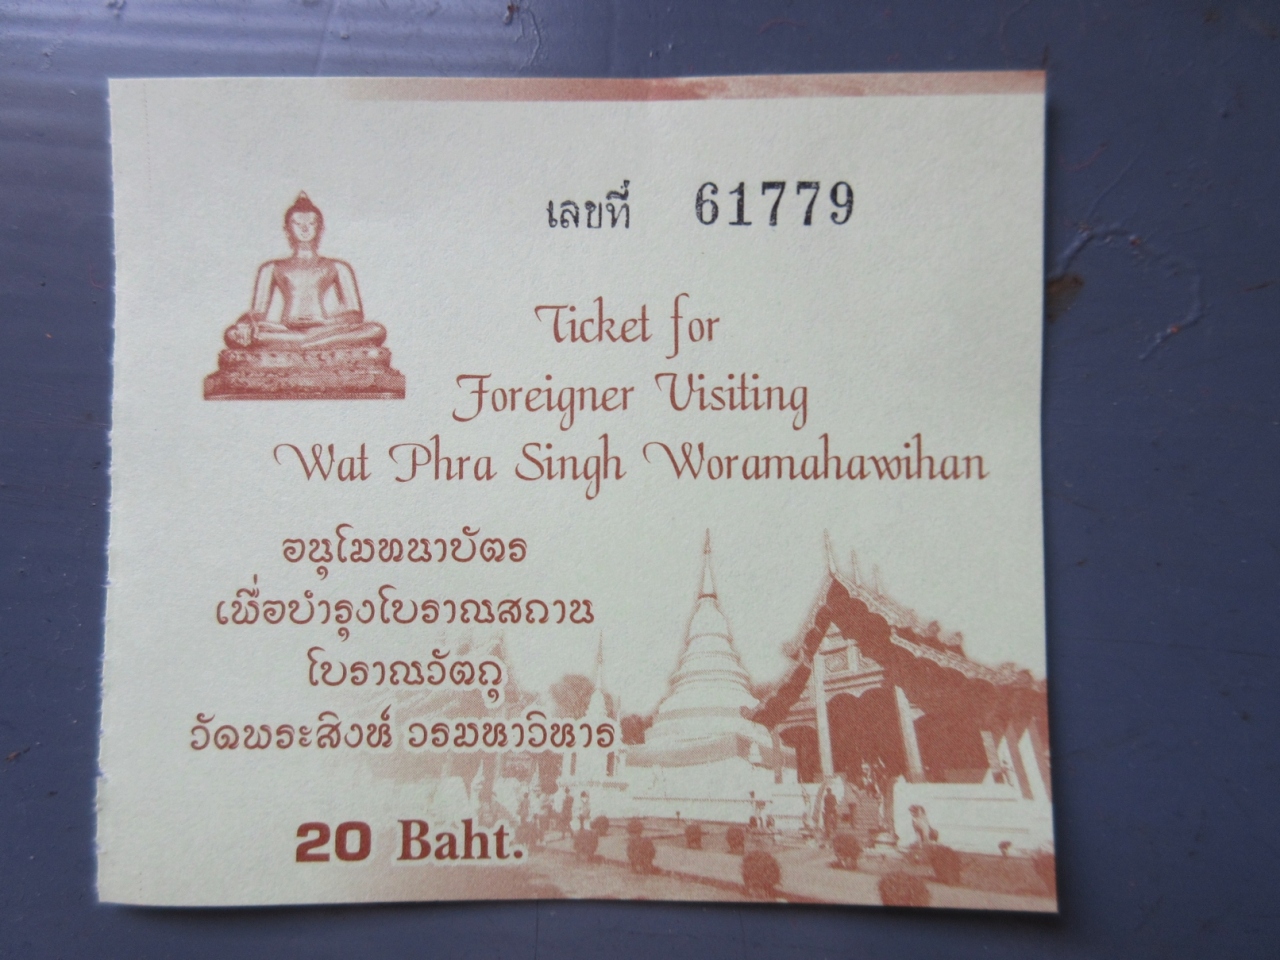 เลขที่ 61779
Ticket for
Foreigner Visiting
Wat Phra Singh Woramahawihan
อนุโมทนาบัตร
เพื่อบำรุงโบราณสถาน
โบราณวัตถุ
วัดพระสิงห์ วรมหาวิหาร
20 Baht.